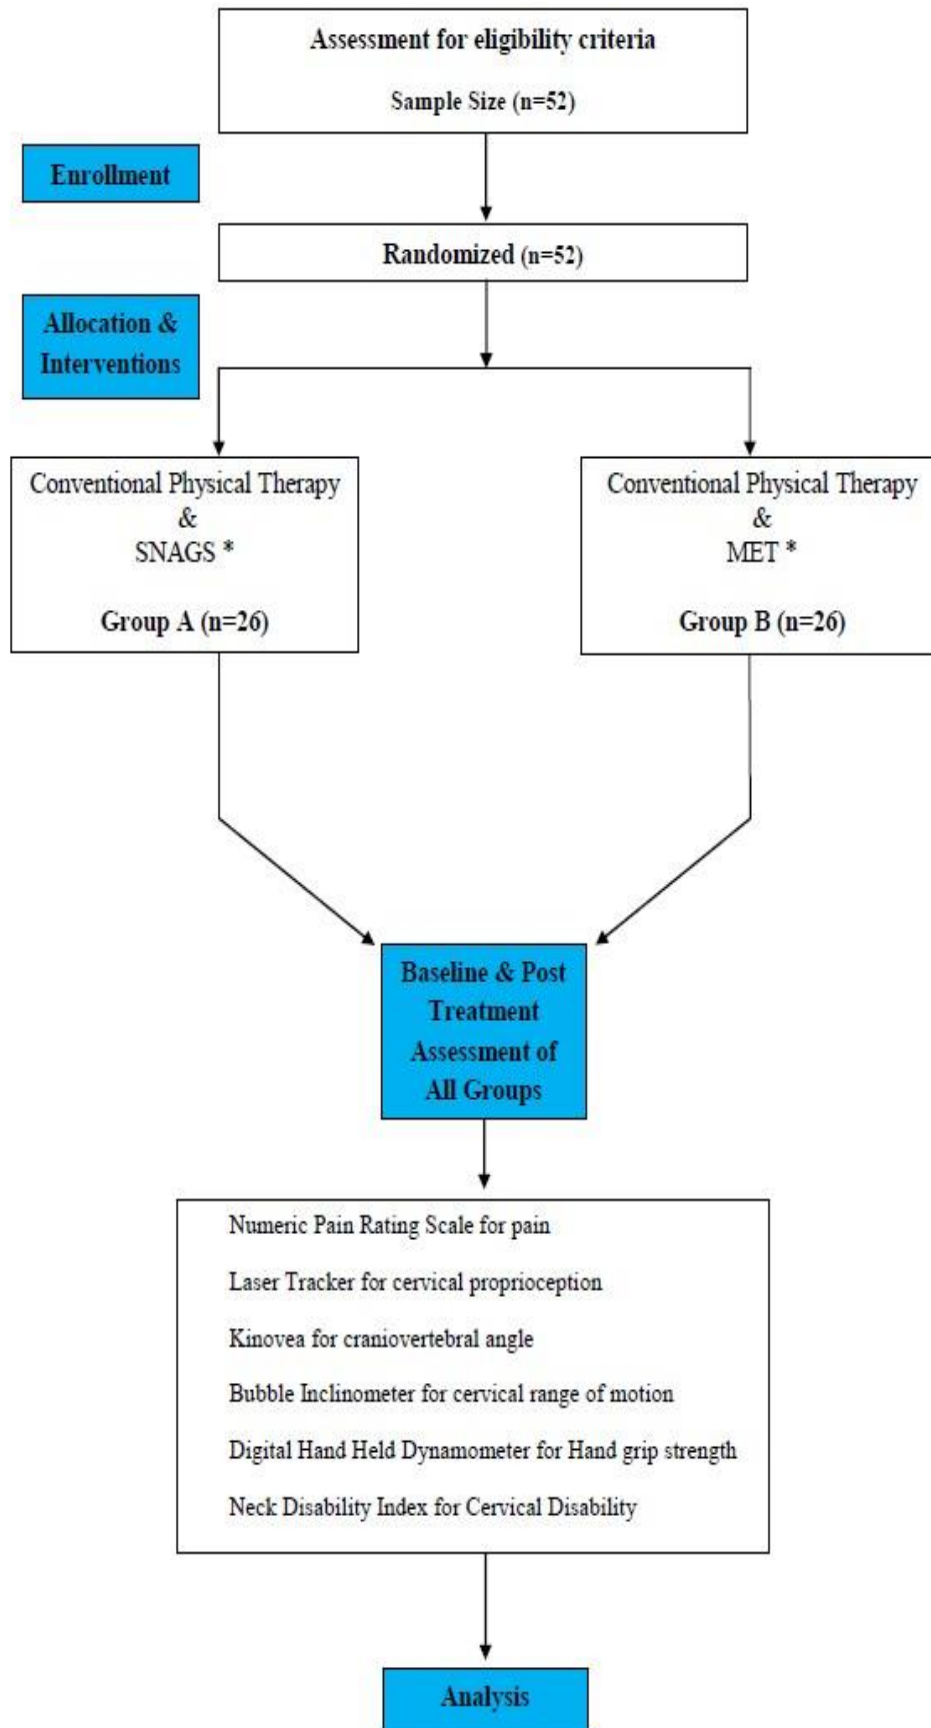 Assessment for eligibility criteria
Sample Size (n=52)
Enrollment
Randomized (n=52)
Allocation &
Interventions
Conventional Physical Therapy
&
SNAGS *
Group A (n=26)
Conventional Physical Therapy
&
MET *
Group B (n=26)
Baseline & Post
Treatment
Assessment of
All Groups
Numeric Pain Rating Scale for pain
Laser Tracker for cervical proprioception
Kinovea for craniovertebral angle
Bubble Inclinometer for cervical range of motion
Digital Hand Held Dynamometer for Hand grip strength
Neck Disability Index for Cervical Disability
Analysis